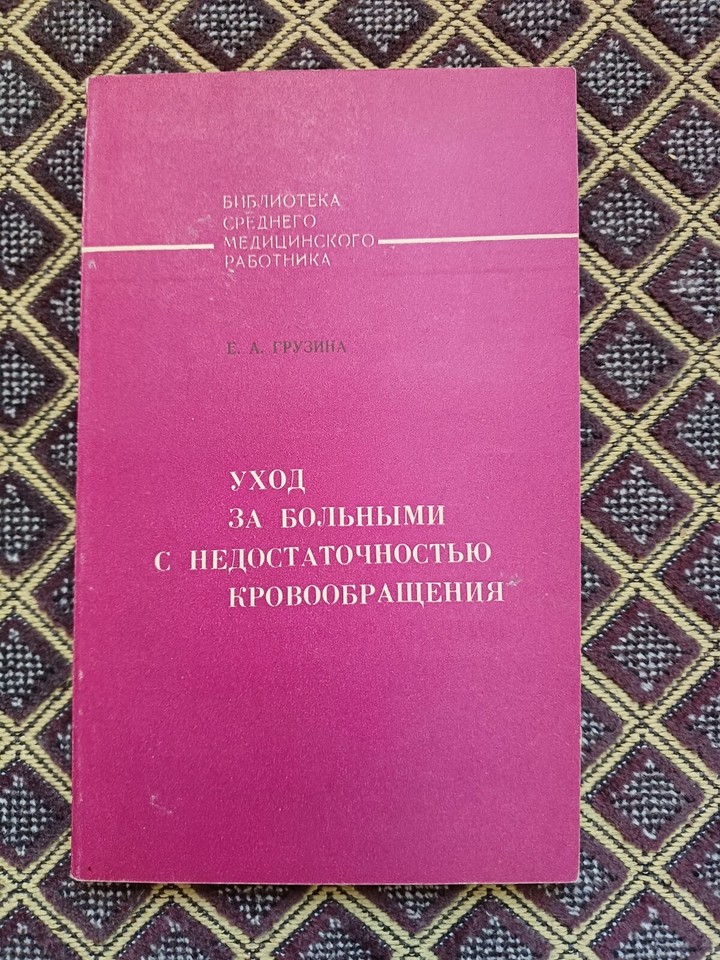 БИБЛИОТЕКА
СРЕДНЕГО
МЕДИЦИНСКОГО
РАБОТНИКА
Е. А. ГРУЗИНА
УХОД
ЗА БОЛЬНЫМИ
С НЕДОСТАТОЧНОСТЬЮ
КРОВООБРАЩЕНИЯ